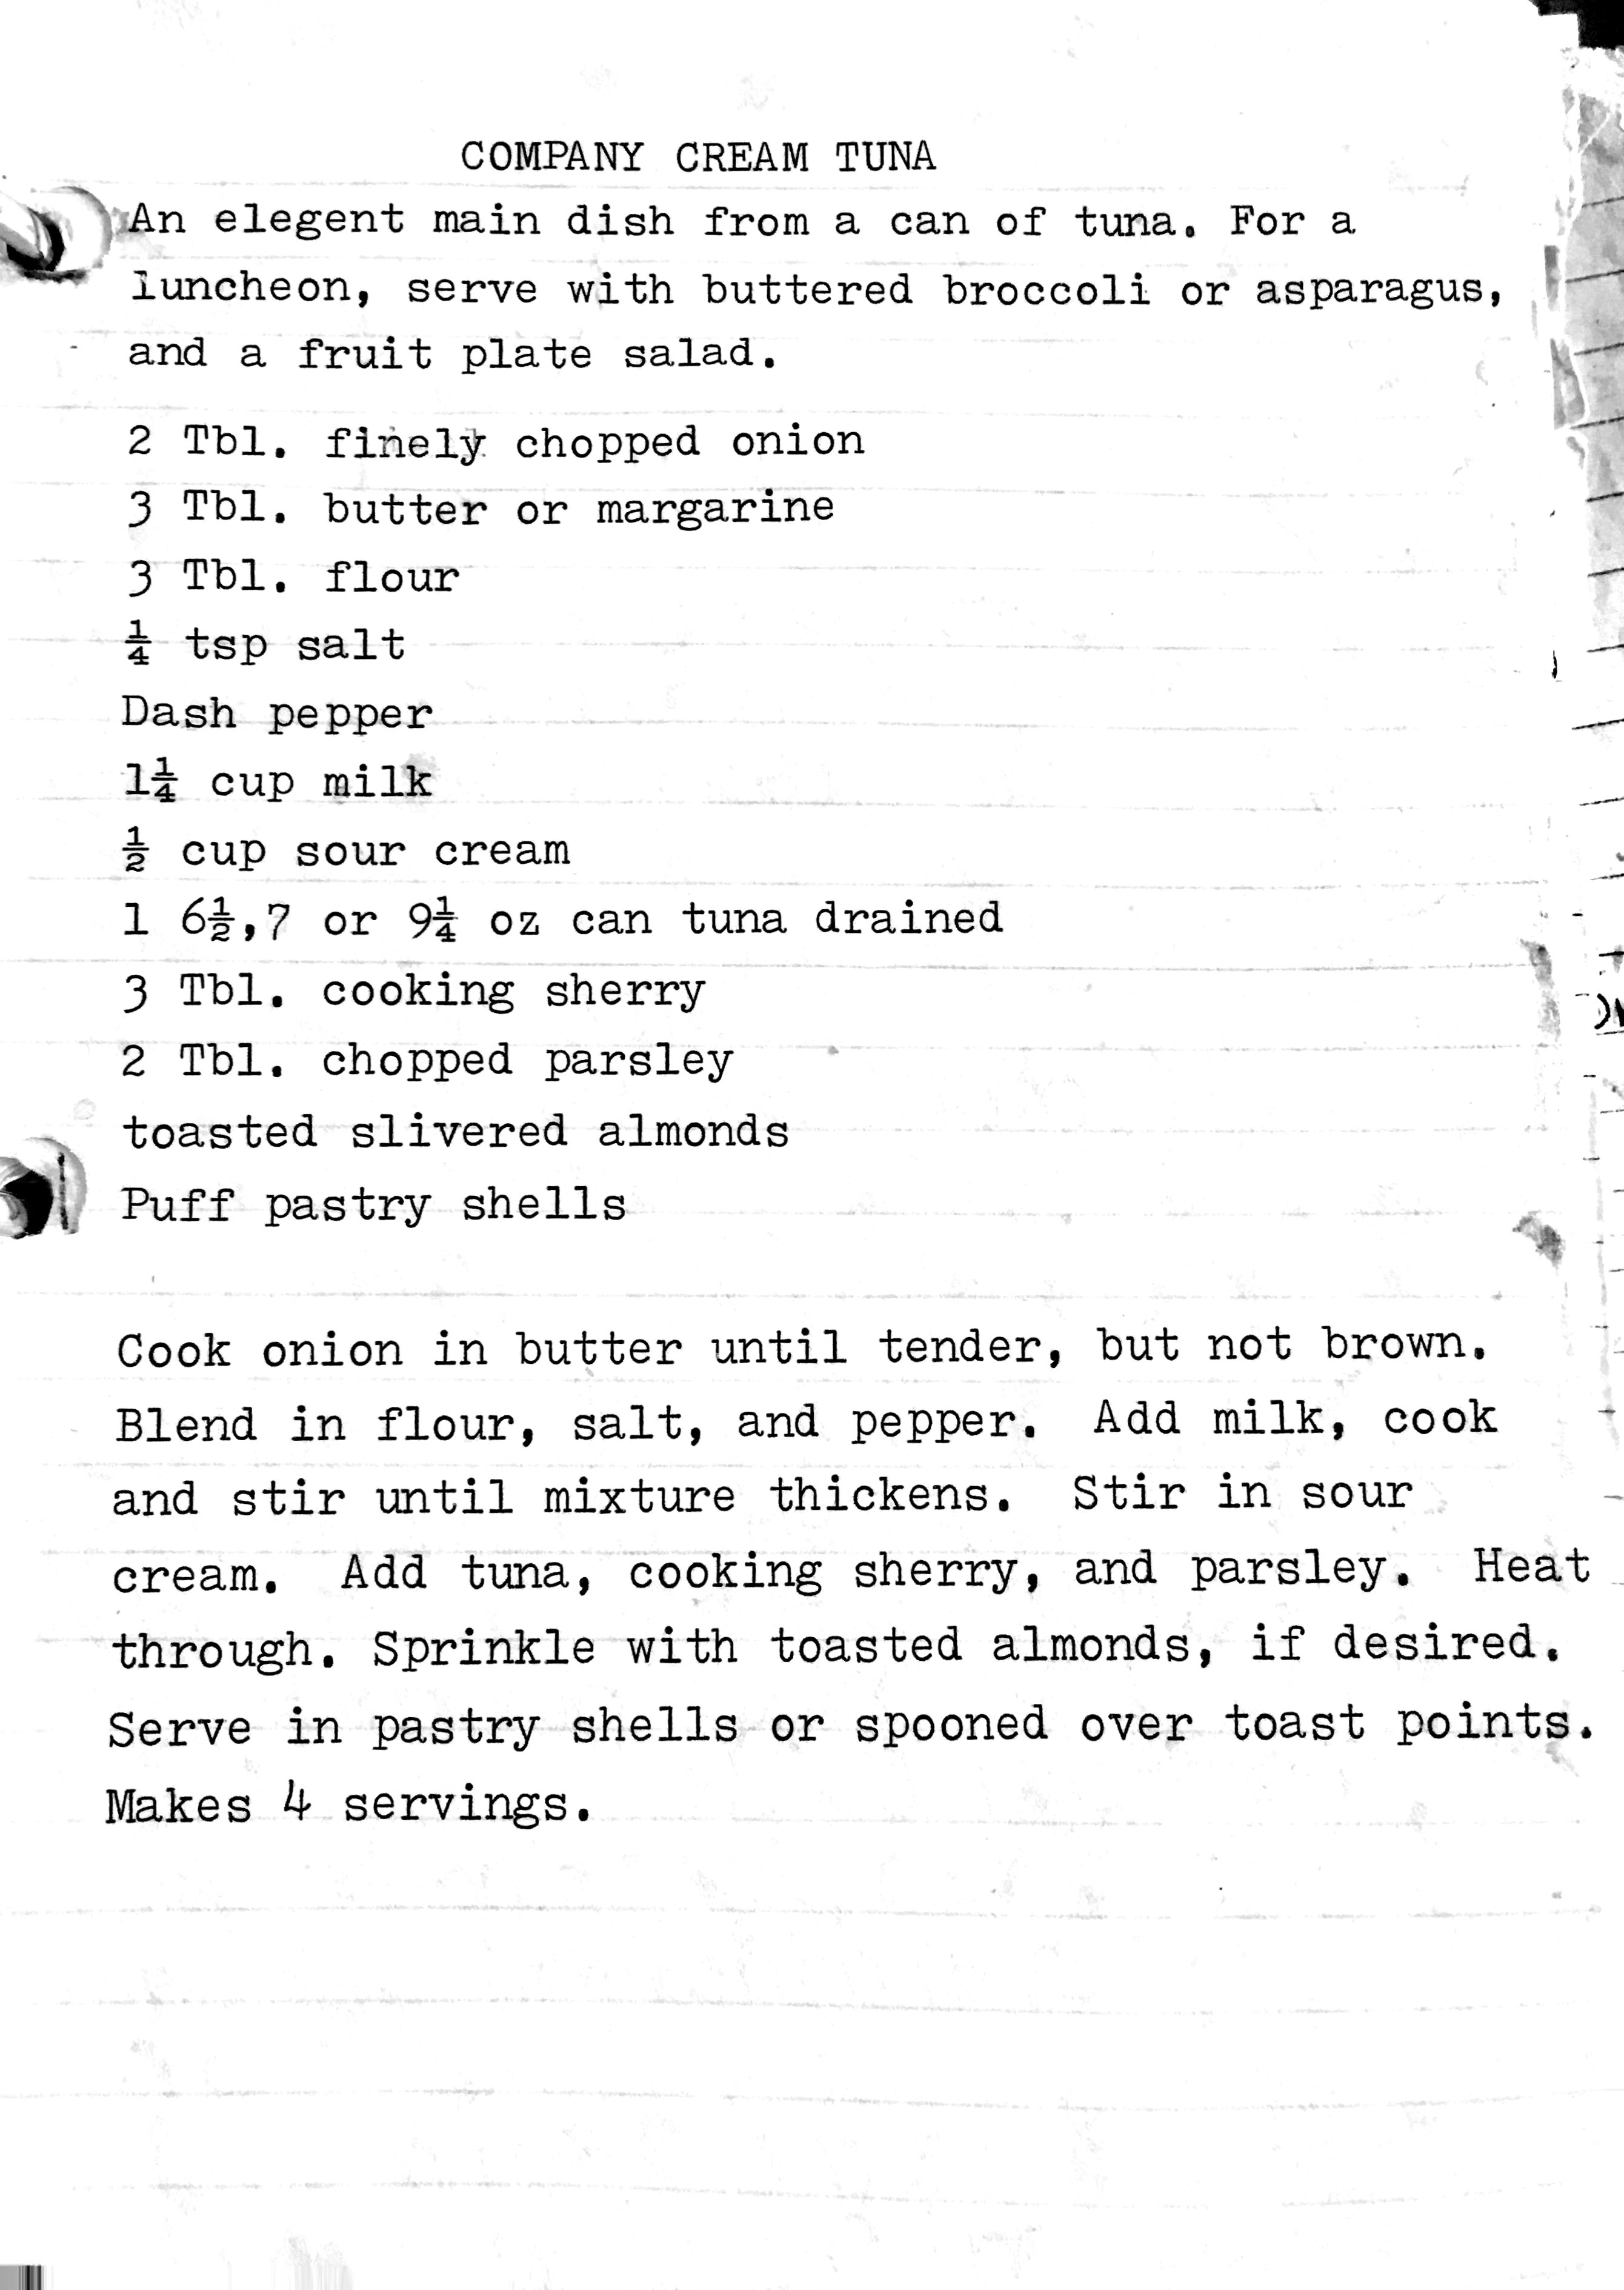 COMPANY CREAM TUNA
An elegent main dish from a can of tuna. For a
luncheon, serve with buttered broccoli or asparagus,
and a fruit plate salad.
2 Tbl. finely chopped onion
3 Tbl. butter or margarine
3 Tbl. flour
¼ tsp salt
Dash pepper
1¼ cup milk
½ cup sour cream
1 6½,7 or 9¼ oz can tuna drained
3 Tbl. cooking sherry
2 Tbl. chopped parsley
toasted slivered almonds
Puff pastry shells
Cook onion in butter until tender, but not brown.
Blend in flour, salt, and pepper. Add milk, cook
and stir until mixture thickens. Stir in sour
cream. Add tuna, cooking sherry, and parsley. Heat
through. Sprinkle with toasted almonds, if desired.
Serve in pastry shells or spooned over toast points.
Makes 4 servings.